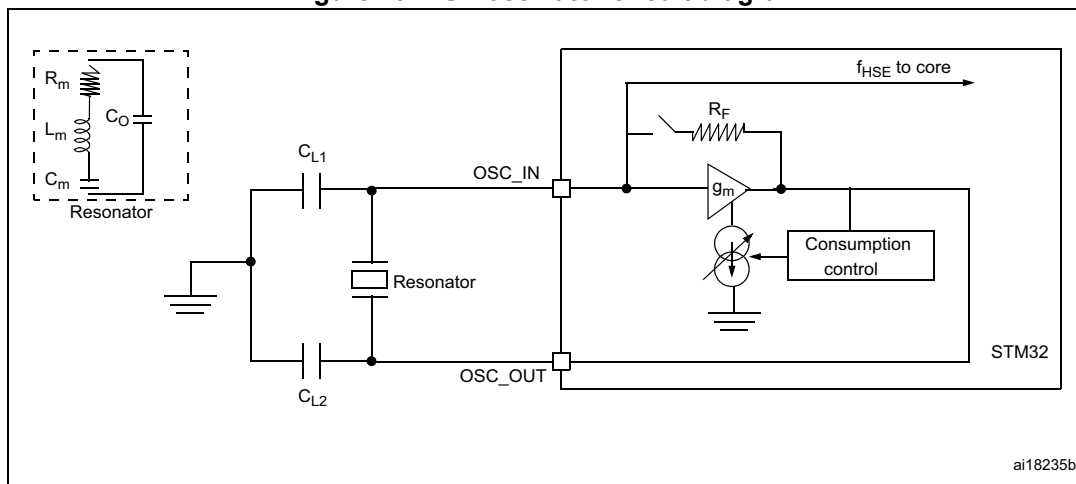 fHSE to core
Rm
RF
CO
Lm
CL1
OSC_IN
Cm
gm
Resonator
Consumption
control
Resonator
STM32
OSC_OUT
CL2
ai18235b